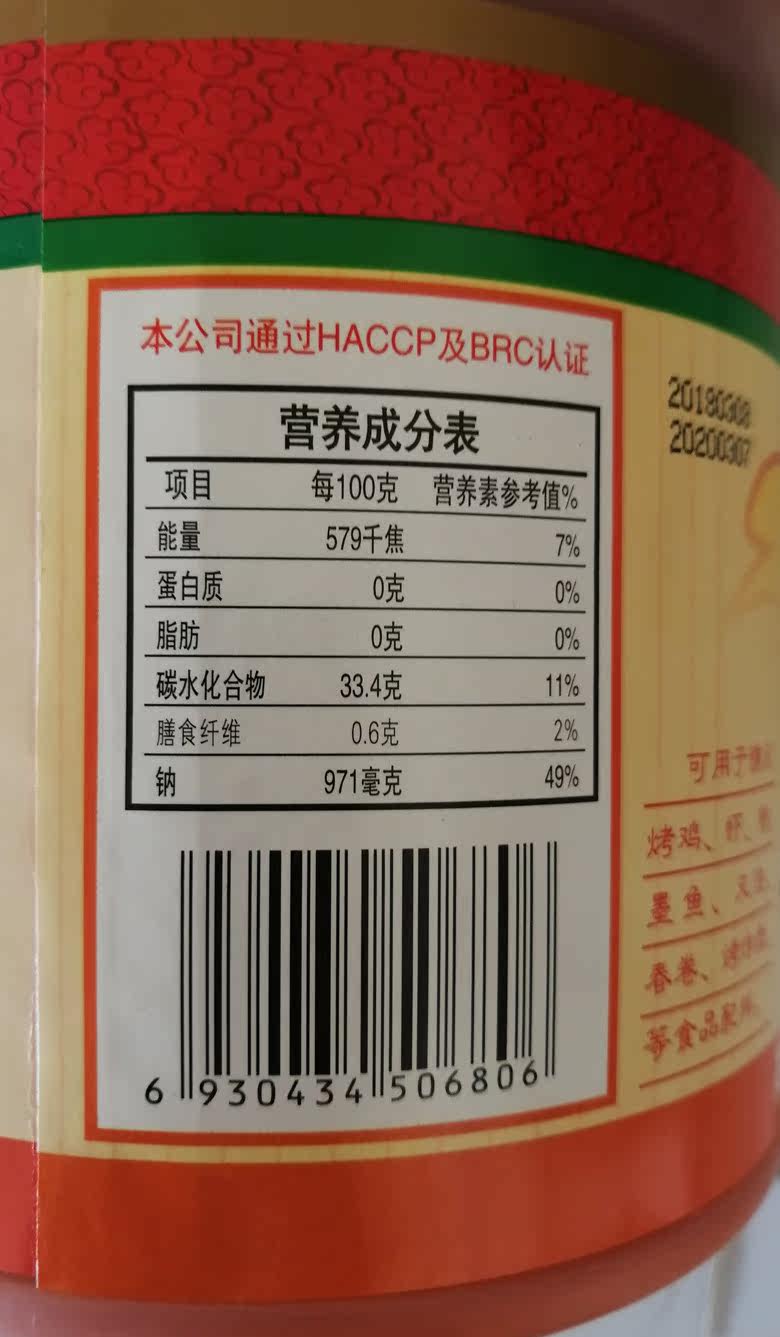 本公司通过HACCP及BRC认证
营养成分表
项目 每100克 营养素参考值%
能量 579千焦 7%
蛋白质 0克 0%
脂肪 0克 0%
碳水化合物 33.4克 11%
膳食纤维 0.6克 2%
钠 971毫克 49%
6 930434 506806
20180308
20200307
可用于
烤鸡、虾、
墨鱼、叉烧
春卷、
等食品配料